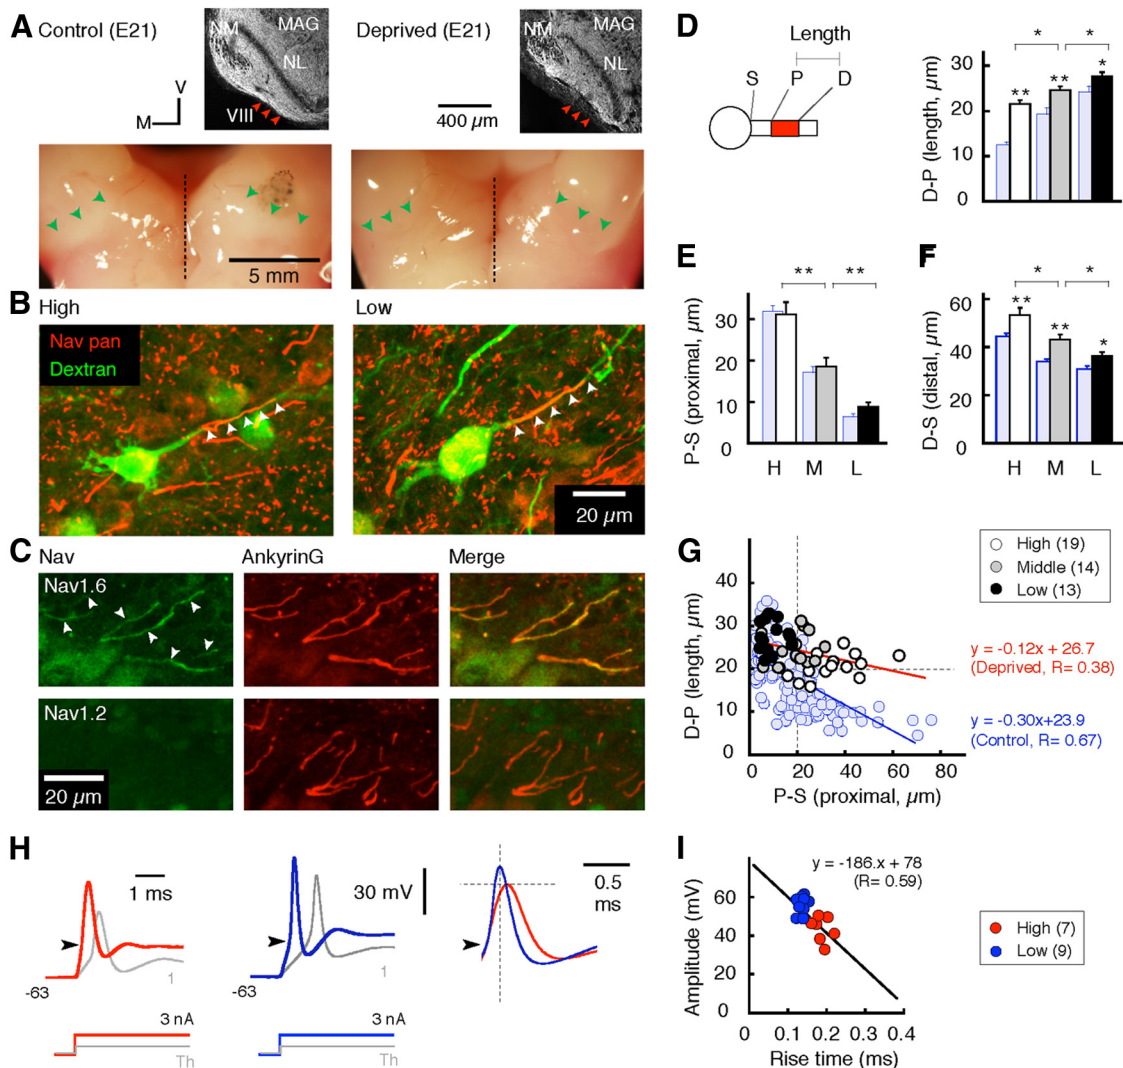 A Control (E21)
NM
MAG
NL
VIII
V
M
Deprived (E21)
NM
MAG
NL
400 µm
5 mm
B High
Nav pan
Dextran
Low
20 µm
C Nav
AnkyrinG
Merge
Nav1.6
Nav1.2
20 µm
D
Length
S
P
D
D-P (length, µm)
30
20
10
0
*
*
**
**
*
E
P-S (proximal, µm)
30
20
10
0
**
**
H
M
L
F
D-S (distal, µm)
60
40
20
0
*
*
**
**
*
H
M
L
G
High (19)
Middle (14)
Low (13)
D-P (length, µm)
40
30
20
10
0
0
20
40
60
80
P-S (proximal, µm)
y = -0.12x + 26.7
(Deprived, R= 0.38)
y = -0.30x+23.9
(Control, R= 0.67)
H
1 ms
-63
1
3 nA
Th
30 mV
-63
1
3 nA
Th
0.5
ms
I
y = -186.x + 78
(R= 0.59)
Amplitude (mV)
60
40
20
0
0
0.1
0.2
0.3
0.4
Rise time (ms)
High (7)
Low (9)